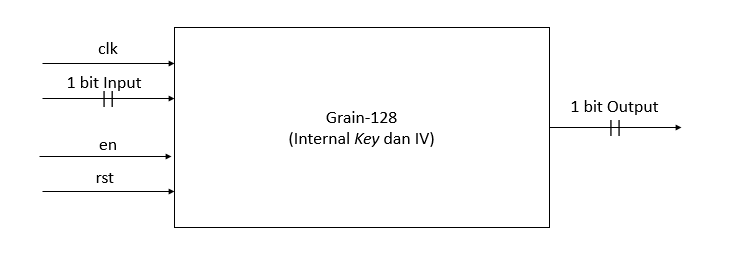 clk
1 bit Input
en
rst
Grain-128
(Internal Key dan IV)
1 bit Output